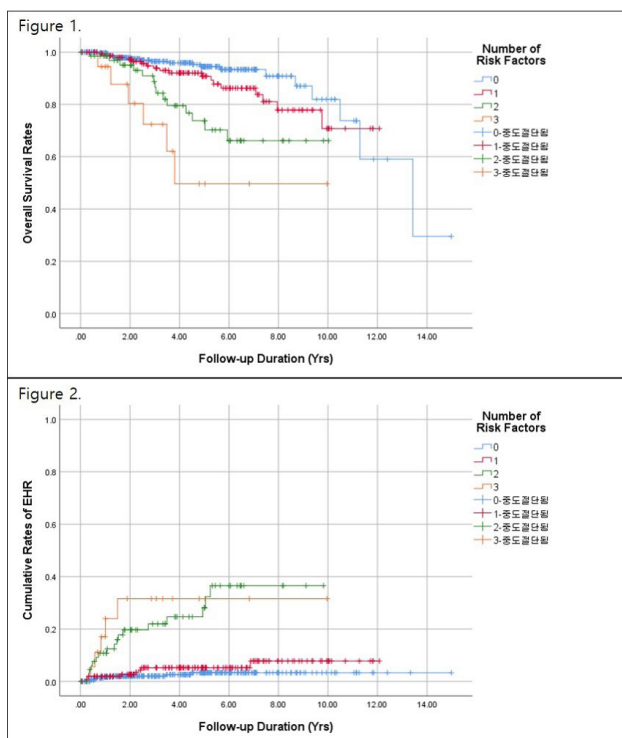 Figure 1.
Overall Survival Rates
1.0
0.8
0.6
0.4
0.2
0.0
.00
2.00
4.00
6.00
8.00
10.00
12.00
14.00
Follow-up Duration (Yrs)
Number of
Risk Factors
0
1
2
3
0-중도절단됨
1-중도절단됨
2-중도절단됨
3-중도절단됨
Figure 2.
Cumulative Rates of EHR
1.0
0.8
0.6
0.4
0.2
0.0
.00
2.00
4.00
6.00
8.00
10.00
12.00
14.00
Follow-up Duration (Yrs)
Number of
Risk Factors
0
1
2
3
0-중도절단됨
1-중도절단됨
2-중도절단됨
3-중도절단됨